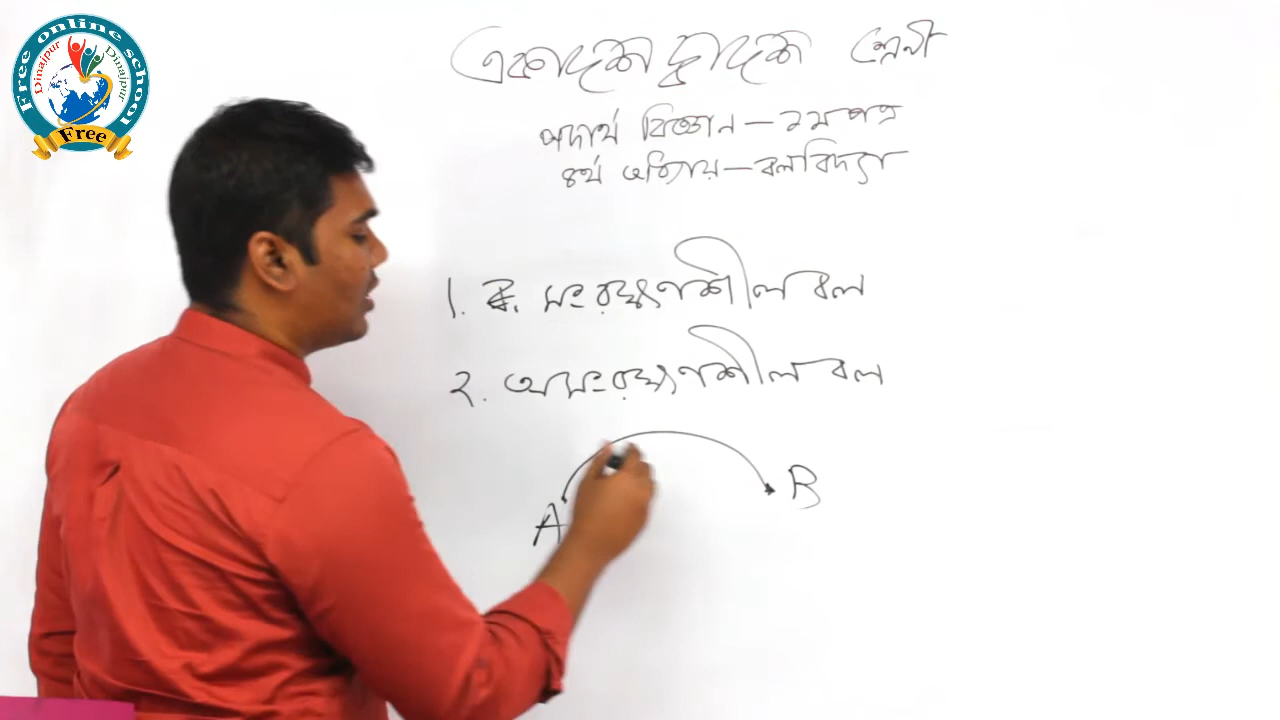 Free online school
Dinajpur Dinajpur
Free
একাদশ দ্বাদশ শ্রেণী
পদার্থ বিজ্ঞান – ১ম পত্র
৪র্থ অধ্যায় – বলবিদ্যা
1. সংরক্ষণশীল বল
২. অসংরক্ষণশীল বল
A B